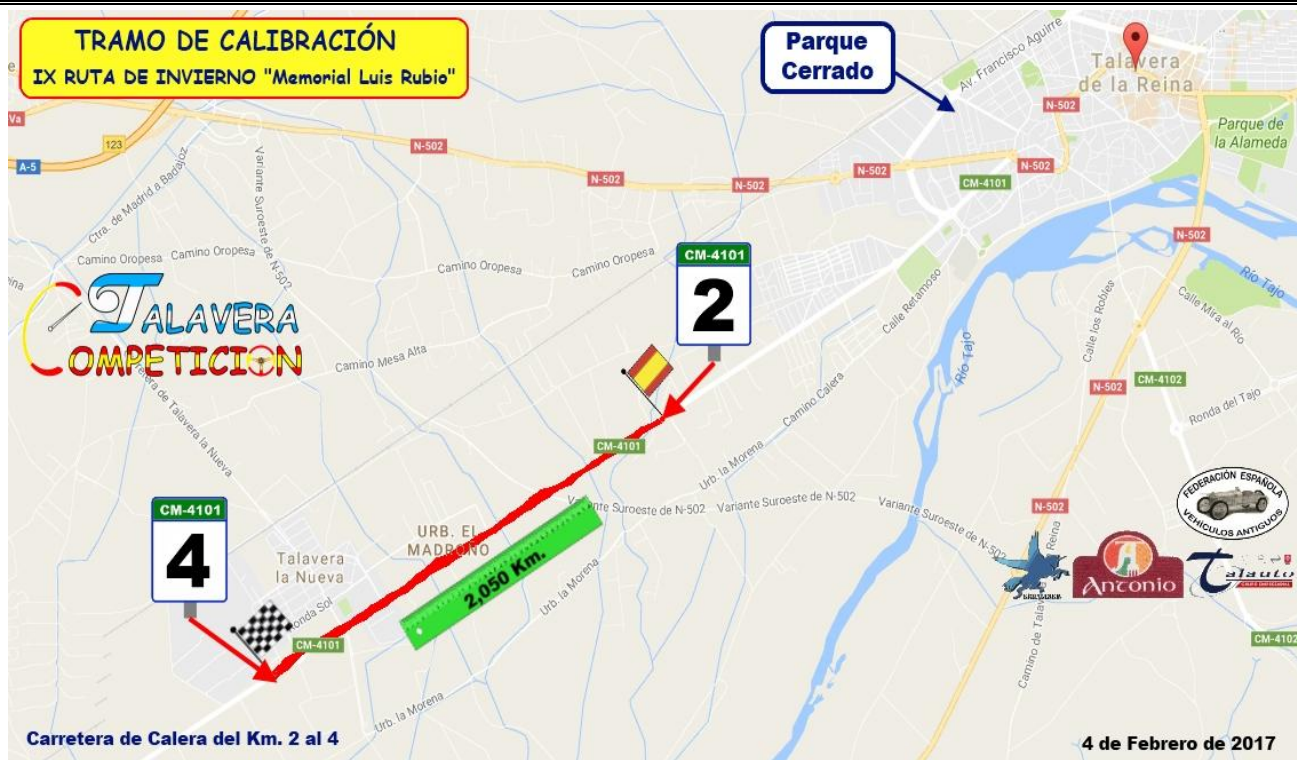 TRAMO DE CALIBRACIÓN
IX RUTA DE INVIERNO "Memorial Luis Rubio"
Parque
Cerrado
Av. Francisco Aguirre
Talavera
de la Reina
N-502
Parque de
la Alameda
Va
123
A-5
N-502
N-502
N-502
N-502
N-502
CM-4101
Variante Suroeste de N-502
Ctra. de Madrid a Badajoz
Camino Oropesa
Camino Oropesa
Camino Oropesa
Camino Oropesa
N-502
Río Tajo
CM-4101
2
Calle Retamoso
Río Tajo
Calle los Robles
Calle Mira al Río
TALAVERA
COMPETICION
Camino Mesa Alta
Camino Calera
N-502
CM-4102
Ronda del Tajo
de Talavera la Nueva
CM-4101
Urb. la Morena
Variante Suroeste de N-502
Variante Suroeste de N-502
N-502
FEDERACIÓN ESPAÑOLA
VEHICULOS ANTIGUOS
CM-4101
4
URB. EL
MADROÑO
Talavera
la Nueva
2,050 Km.
Urb. la Morena
Antonio
Talauto
CM-4101
CM-4102
Camino de Talavera
Reina
Urb. la Morena
Carretera de Calera del Km. 2 al 4
4 de Febrero de 2017